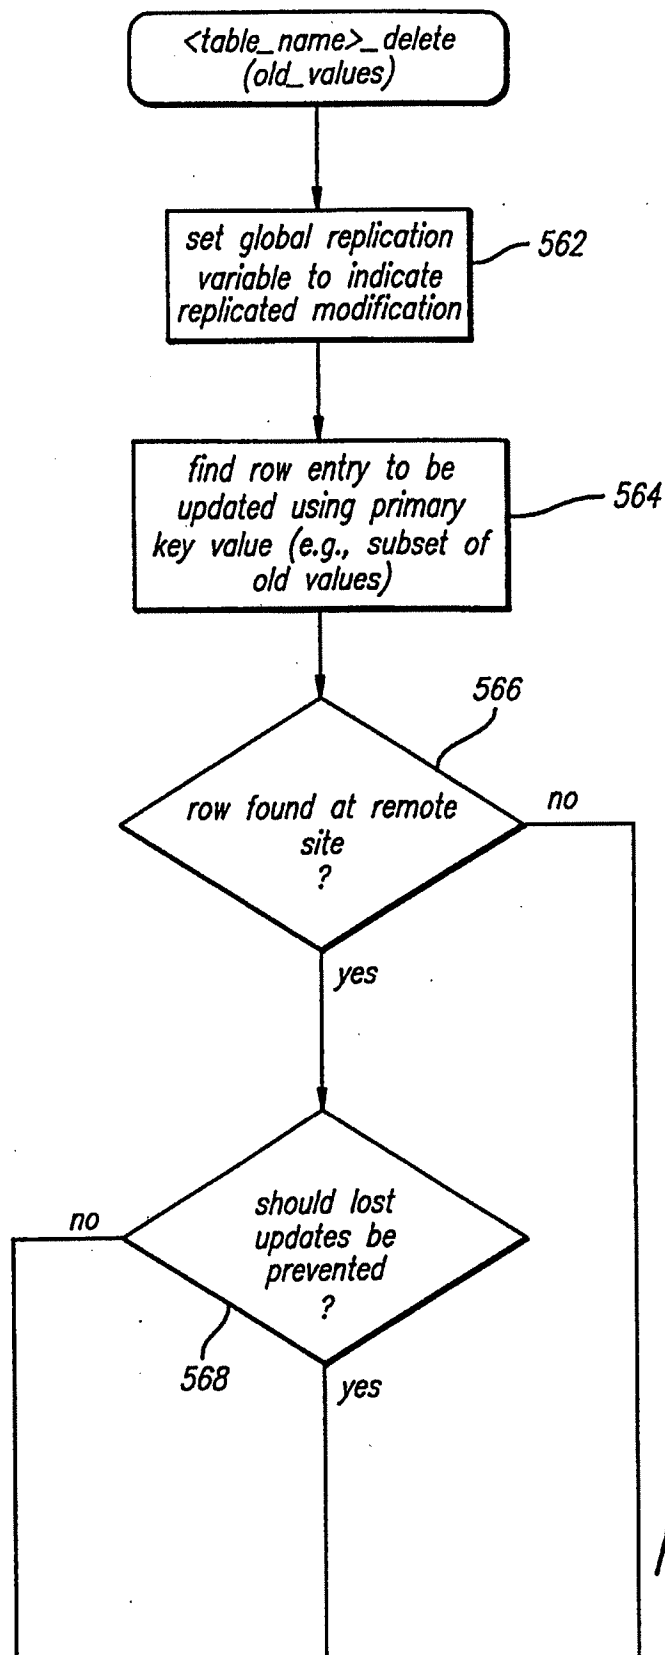 <table_name>_delete
(old_values)
set global replication
variable to indicate
replicated modification
562
find row entry to be
updated using primary
key value (e.g., subset of
old values)
564
566
row found at remote
site
?
no
yes
should lost
updates be
prevented
?
no
568
yes